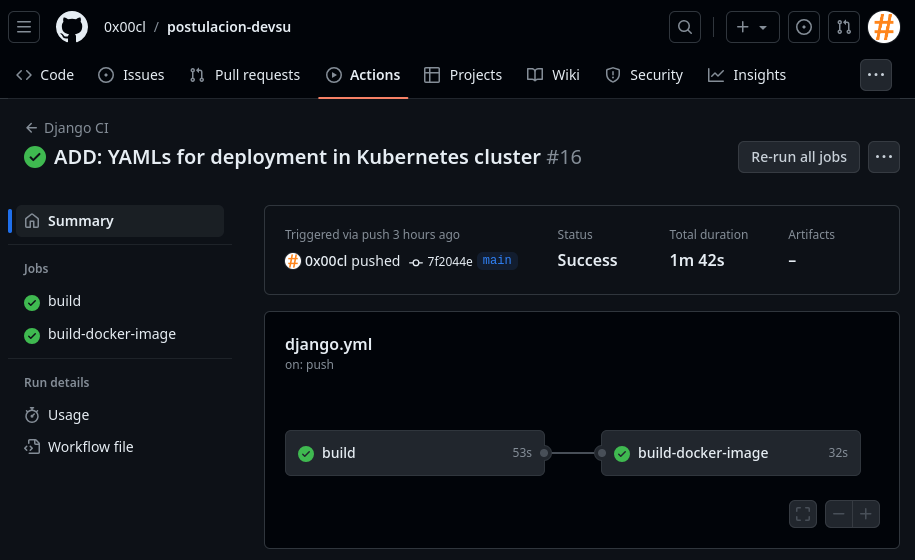 0x00cl / postulacion-devsu
Code Issues Pull requests Actions Projects Wiki Security Insights
Django CI
ADD: YAMLs for deployment in Kubernetes cluster #16
Re-run all jobs
Summary
Jobs
build
build-docker-image
Run details
Usage
Workflow file
Triggered via push 3 hours ago
0x00cl pushed 7f2044e main
Status
Success
Total duration
1m 42s
Artifacts
–
django.yml
on: push
build 53s
build-docker-image 32s